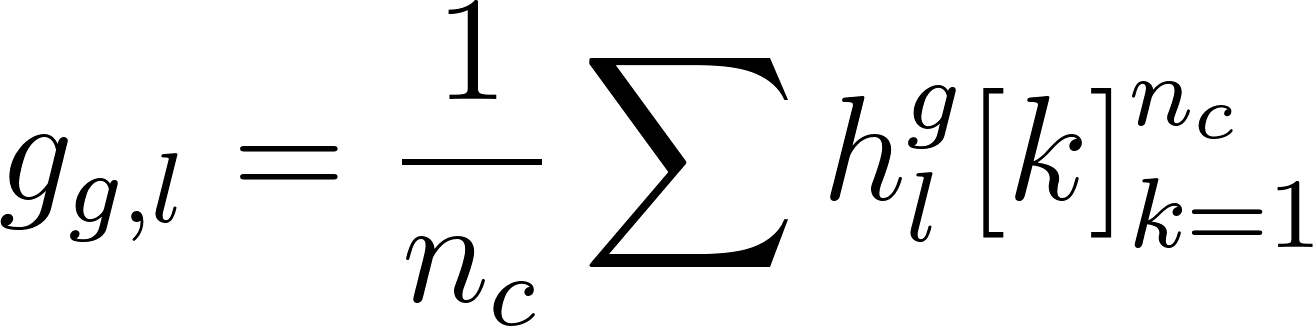 $g_{g,l} = \frac{1}{n_c} \sum h_l^g [k]_{k=1}^{n_c}$